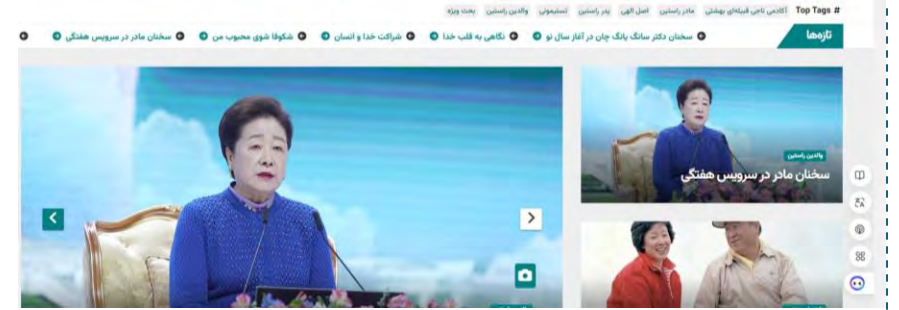 # Top Tags آکادمی ناجی قبیله‌ای بهشتی مادر راستین اصل الهی پدر راستین تستیمونی والدین راستین بحث ویژه
تازه‌ها سخنان دکتر سانگ یانگ چان در آغاز سال نو نگاهی به قلب خدا شراکت خدا و انسان شکوفا شوی محبوب من سخنان مادر در سرویس هفتگی
والدین راستین
سخنان مادر در سرویس هفتگی